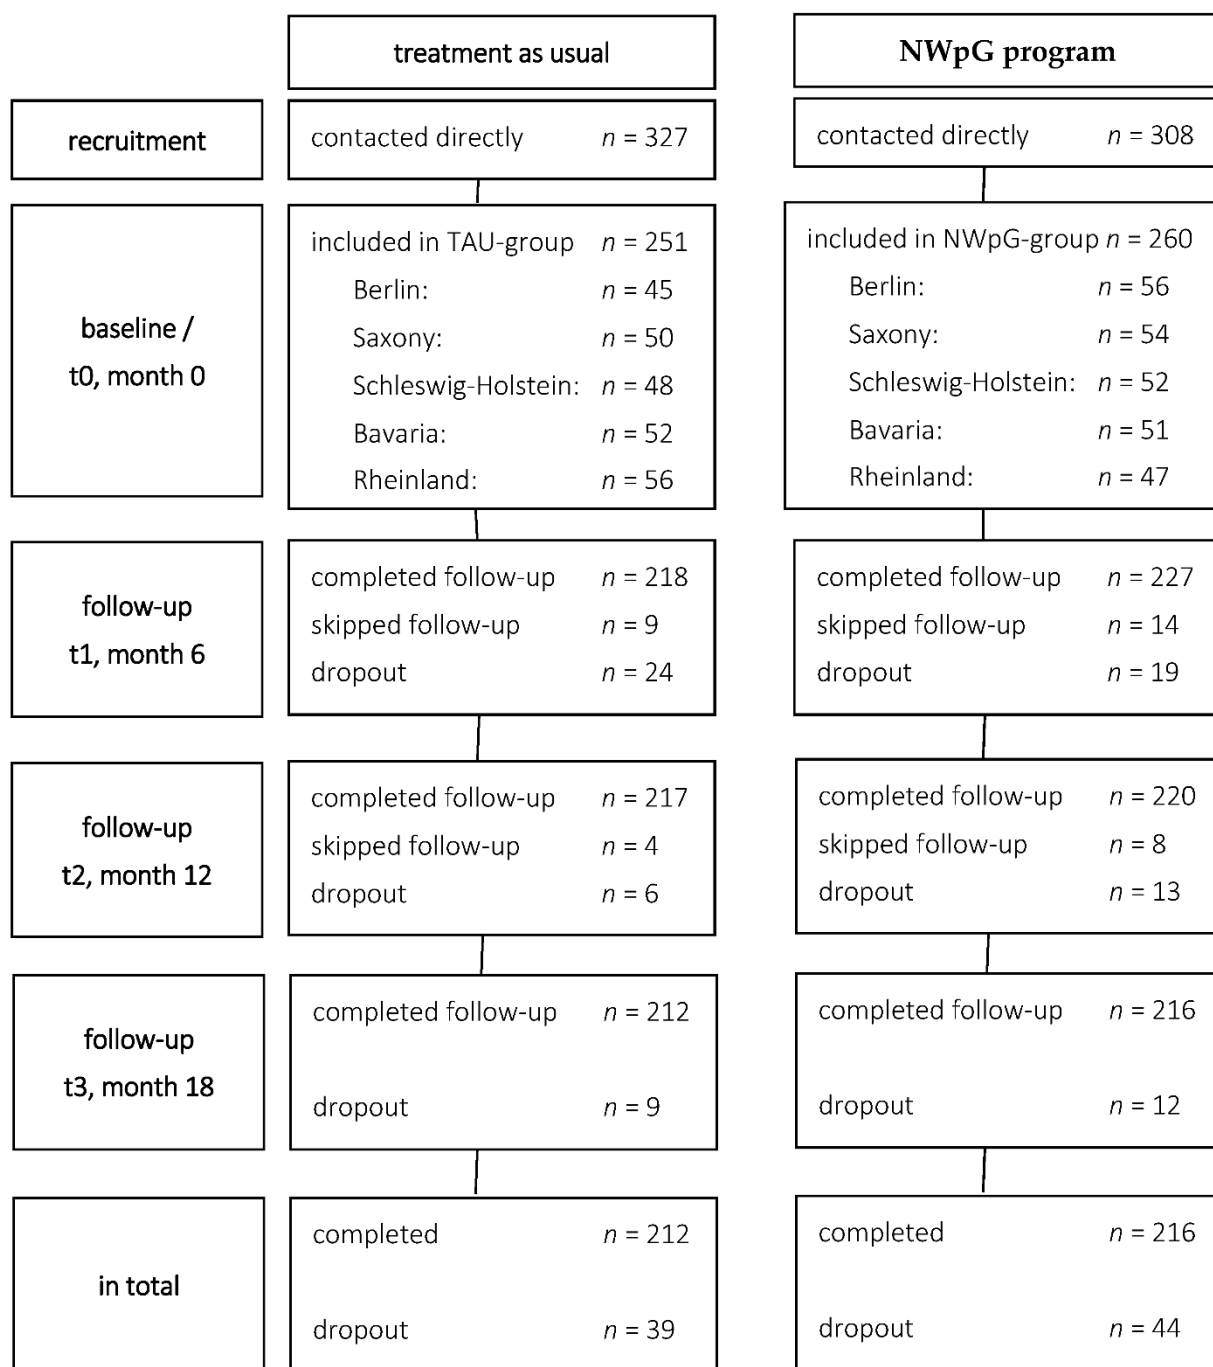 treatment as usual
NWpG program
recruitment
contacted directly n = 327
contacted directly n = 308
baseline /
t0, month 0
included in TAU-group n = 251
Berlin: n = 45
Saxony: n = 50
Schleswig-Holstein: n = 48
Bavaria: n = 52
Rheinland: n = 56
included in NWpG-group n = 260
Berlin: n = 56
Saxony: n = 54
Schleswig-Holstein: n = 52
Bavaria: n = 51
Rheinland: n = 47
follow-up
t1, month 6
completed follow-up n = 218
skipped follow-up n = 9
dropout n = 24
completed follow-up n = 227
skipped follow-up n = 14
dropout n = 19
follow-up
t2, month 12
completed follow-up n = 217
skipped follow-up n = 4
dropout n = 6
completed follow-up n = 220
skipped follow-up n = 8
dropout n = 13
follow-up
t3, month 18
completed follow-up n = 212
dropout n = 9
completed follow-up n = 216
dropout n = 12
in total
completed n = 212
dropout n = 39
completed n = 216
dropout n = 44